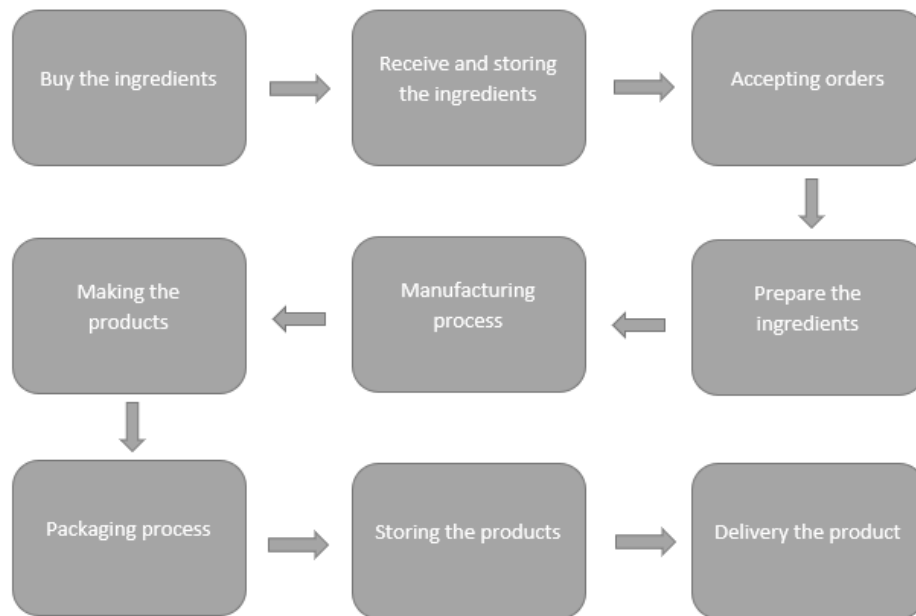 Buy the ingredients
Receive and storing
the ingredients
Accepting orders
Prepare the
ingredients
Manufacturing
process
Making the
products
Packaging process
Storing the products
Delivery the product